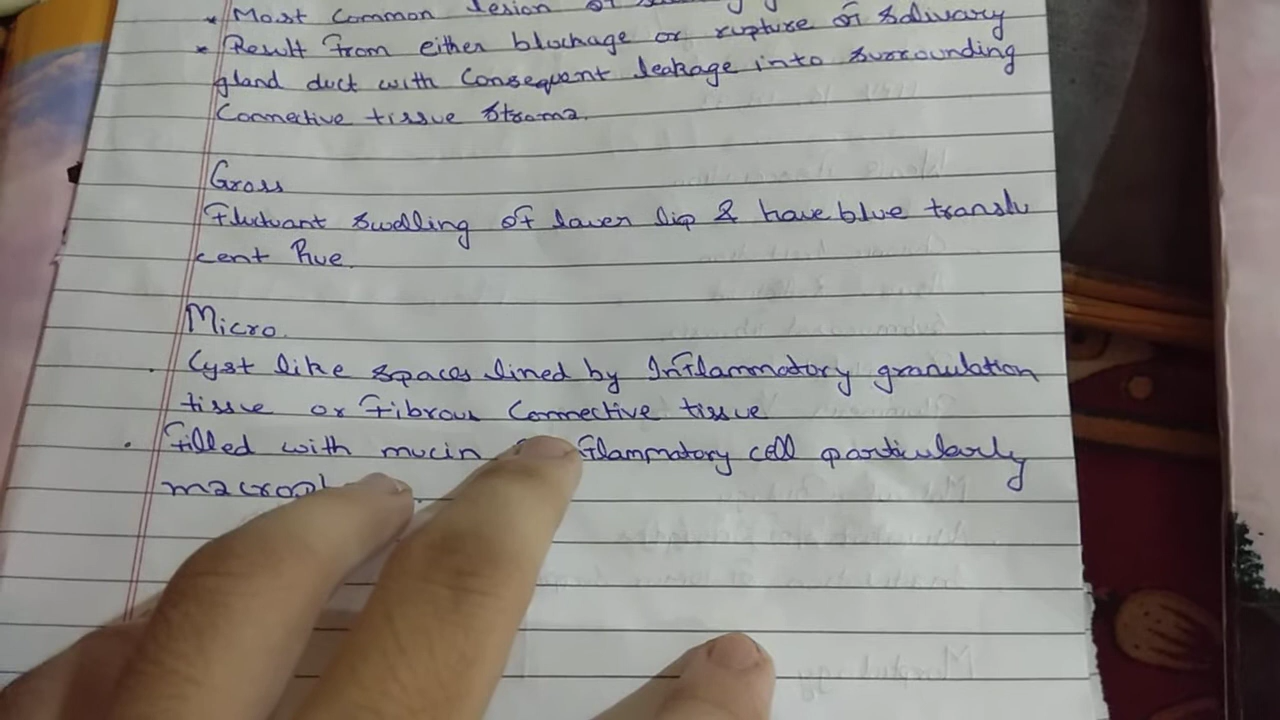 * Most Common lesion of
* Result from either blockage or rupture of Salivary
gland duct with Consequent leakage into surrounding
Connective tissue stroma.
Gross
Fluctuant swelling of lower lip & have blue translu
cent hue.
Micro.
. Cyst like spaces lined by Inflammatory granulation
tissue or fibrous Connective tissue
. filled with mucin flammatory cell particularly